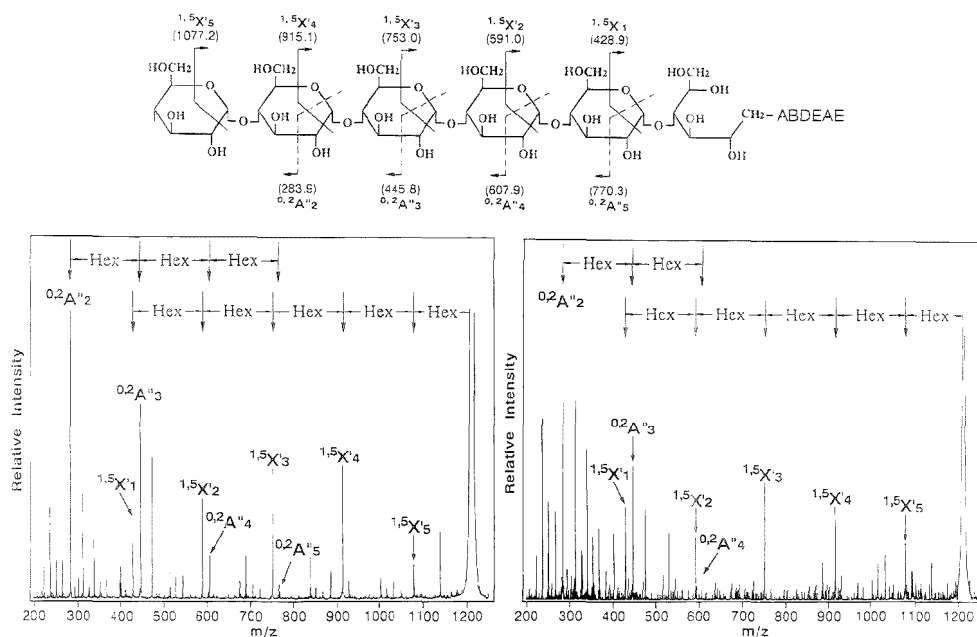 1,5X'5 1,5X'4 1,5X'3 1,5X'2 1,5X'1
(1077.2) (915.1) (753.0) (591.0) (428.9)
HOCH2 HOCH2 HOCH2 HOCH2 HOCH2 HOCH2
O O O O O OH
HO OH O OH O OH O OH O OH O OH CH2- ABDEAE
OH OH OH OH OH OH
(283.9) (445.8) (607.9) (770.3)
0,2A"2 0,2A"3 0,2A"4 0,2A"5
Hex Hex Hex
0,2A"2
Hex Hex Hex Hex Hex
0,2A"3
1,5X'1
1,5X'2
0,2A"4
1,5X'3
0,2A"5
1,5X'4
1,5X'5
Relative Intensity
200 300 400 500 600 700 800 900 1000 1100 1200
m/z
Hex Hex
0,2A"2
Hex Hex Hex Hex Hex
0,2A"3
1,5X'1
1,5X'2
0,2A"4
1,5X'3
1,5X'4
1,5X'5
Relative Intensity
200 300 400 500 600 700 800 900 1000 1100 1200
m/z